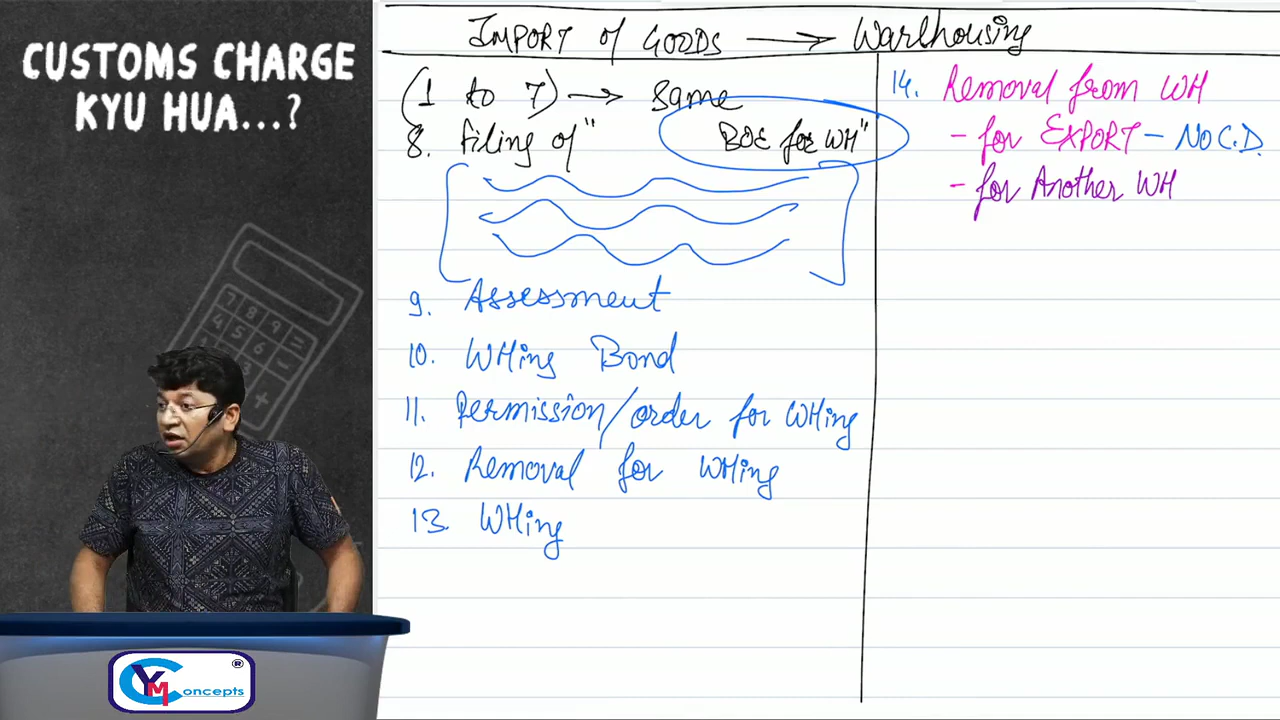 CUSTOMS CHARGE
KYU HUA...?
IMPORT of GOODS → Warehousing
(1 to 7) → Same
8. Filing of " BOE for WH"
9. Assessment
10. WHing Bond
11. Permission/order for WHing
12. Removal for WHing
13. WHing
14. Removal from WH
- for EXPORT - NO C.D.
- for Another WH
YM Concepts
®